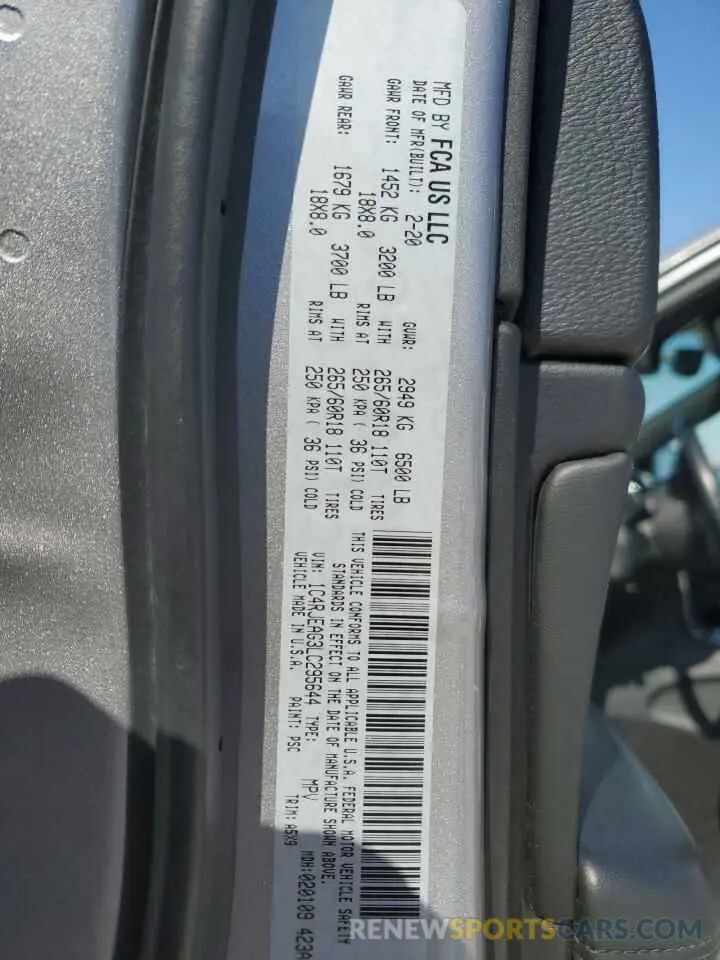 MFD BY FCA US LLC
DATE OF MFR(BUILT): 2-20 GVWR: 2949 KG 6500 LB
GAWR FRONT: 1452 KG 3200 LB WITH 265/60R18 110T TIRES
18X8.0 RIMS AT 250 KPA ( 36 PSI) COLD
GAWR REAR: 1679 KG 3700 LB WITH 265/60R18 110T TIRES
18X8.0 RIMS AT 250 KPA ( 36 PSI) COLD
THIS VEHICLE CONFORMS TO ALL APPLICABLE U.S.A. FEDERAL MOTOR VEHICLE SAFETY
STANDARDS IN EFFECT ON THE DATE OF MANUFACTURE SHOWN ABOVE.
VIN: 1C4RJEAG3LC295644 TYPE: MPV MDH:020109 423A
VEHICLE MADE IN U.S.A. PAINT: PSC TRIM: A5X9
RENEWSPORTSCARS.COM